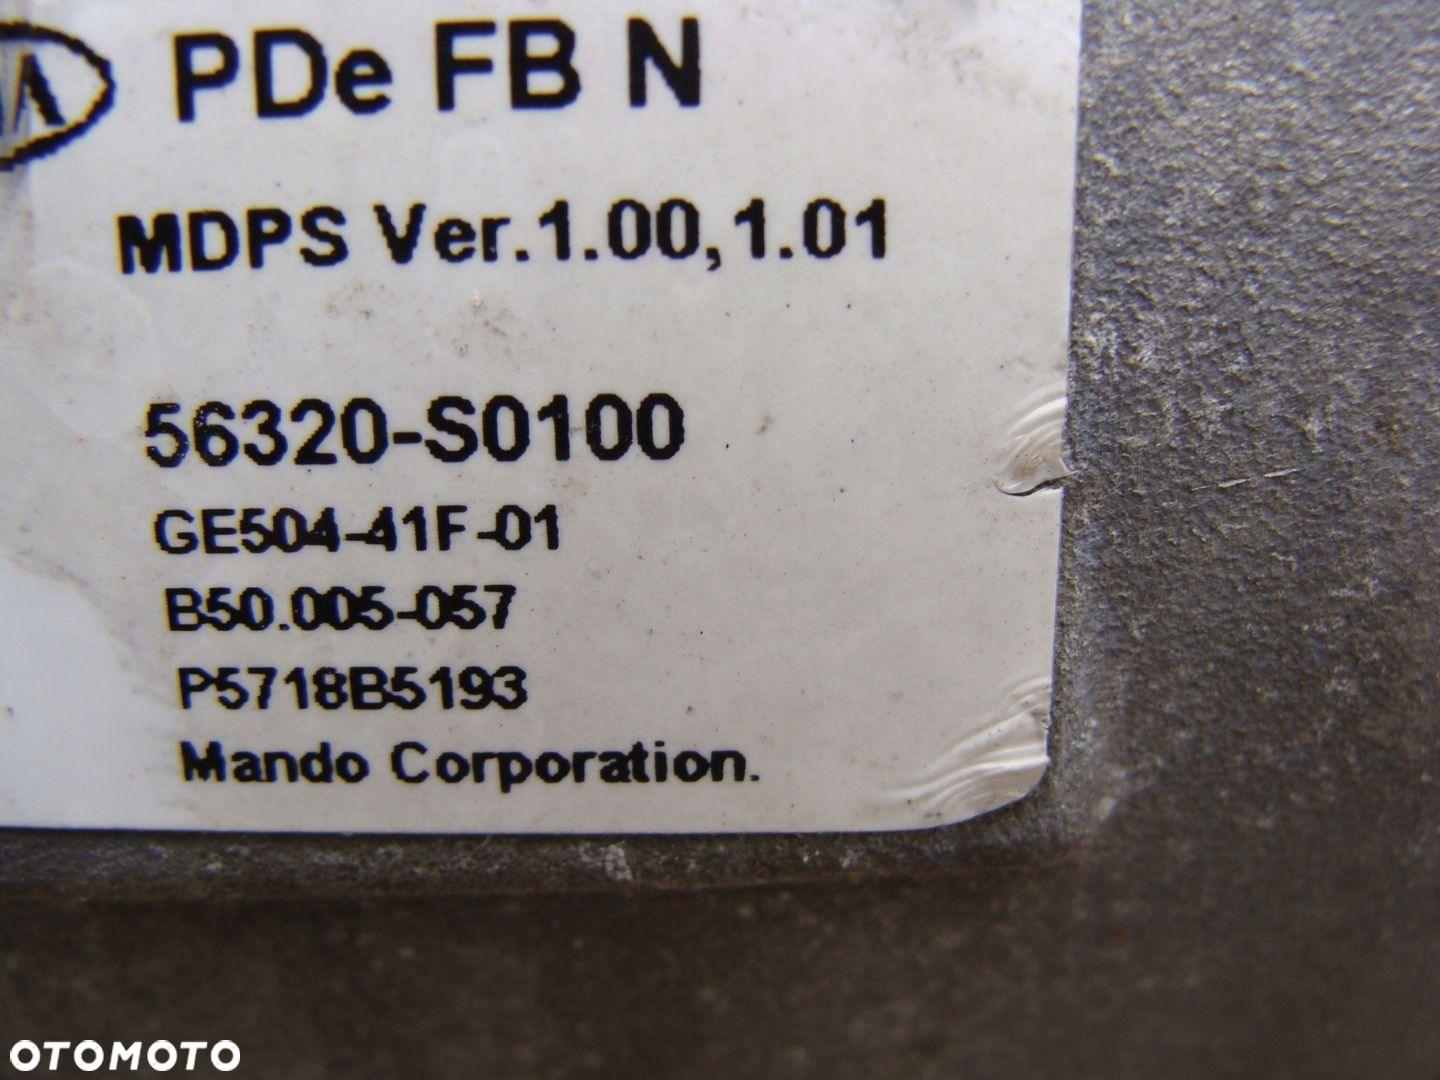 PDe FB N
MDPS Ver.1.00,1.01
56320-S0100
GE504-41F-01
B50.005-057
P5718B5193
Mando Corporation.
OTOMOTO